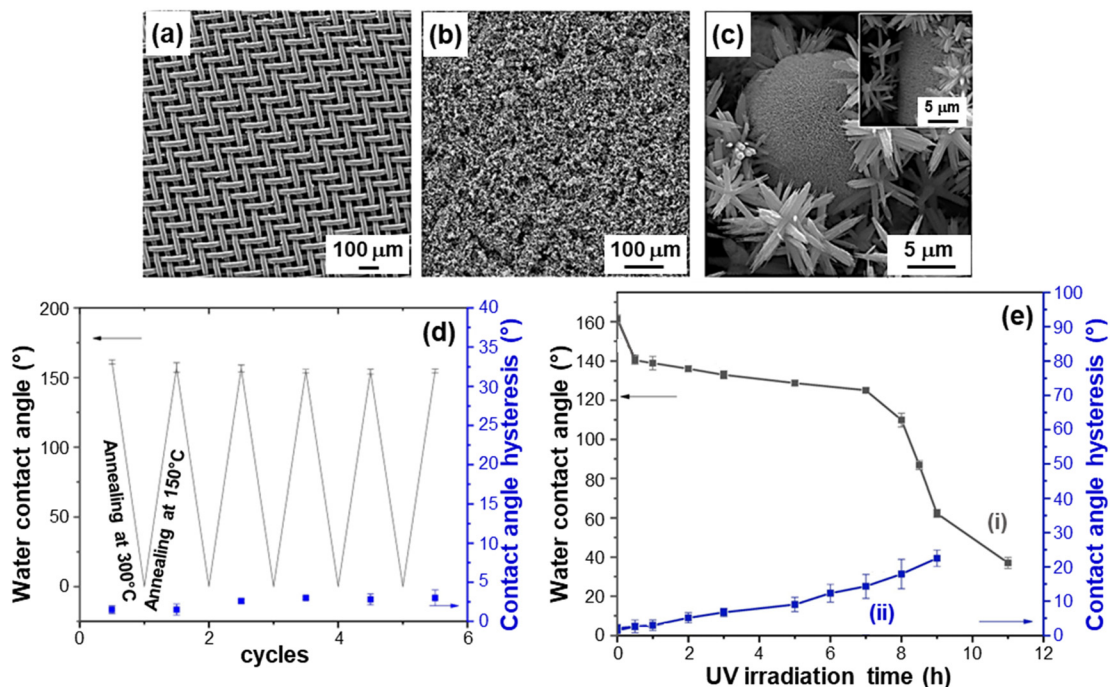 (a)
100 μm
(b)
100 μm
(c)
5 μm
5 μm
(d)
Water contact angle (°)
200
150
100
50
0
Annealing at 300°C
Annealing at 150°C
0 2 4 6
cycles
40
35
30
25
20
15
10
5
0
Contact angle hysteresis (°)
(e)
Water contact angle (°)
160
140
120
100
80
60
40
20
0
(i)
(ii)
0 2 4 6 8 10 12
UV irradiation time (h)
100
90
80
70
60
50
40
30
20
10
0
Contact angle hysteresis (°)